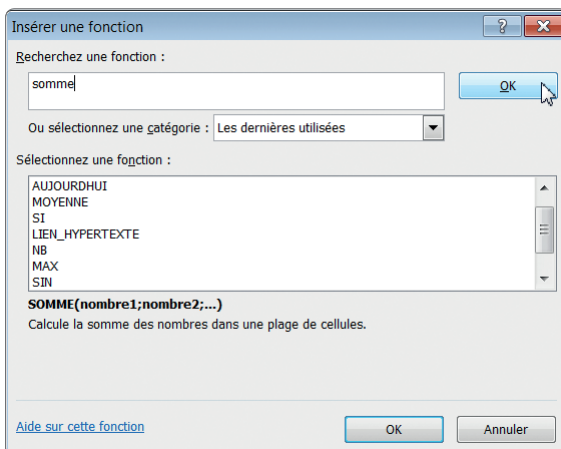 Insérer une fonction
Recherchez une fonction :
somme
OK
Ou sélectionnez une catégorie : Les dernières utilisées
Sélectionnez une fonction :
AUJOURDHUI
MOYENNE
SI
LIEN_HYPERTEXTE
NB
MAX
SIN
SOMME(nombre1;nombre2;...)
Calcule la somme des nombres dans une plage de cellules.
Aide sur cette fonction
OK
Annuler